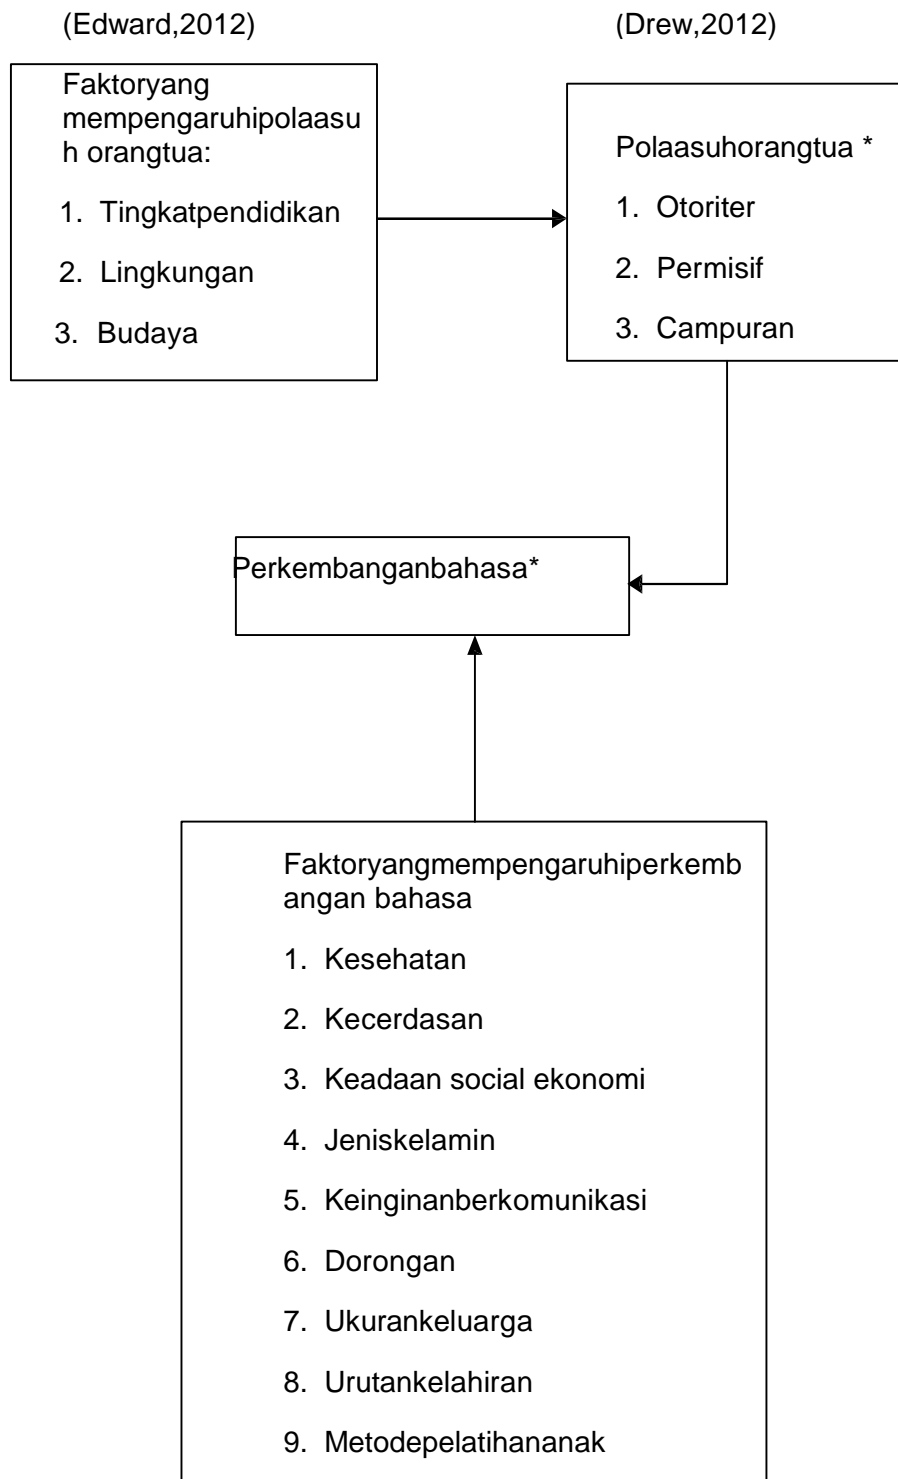 (Edward,2012)
Faktoryang
mempengaruhipolaasu
h orangtua:
1. Tingkatpendidikan
2. Lingkungan
3. Budaya
(Drew,2012)
Polaasuhorangtua *
1. Otoriter
2. Permisif
3. Campuran
Perkembanganbahasa*
Faktoryangmempengaruhiperkemb
angan bahasa
1. Kesehatan
2. Kecerdasan
3. Keadaan social ekonomi
4. Jeniskelamin
5. Keinginanberkomunikasi
6. Dorongan
7. Ukurankeluarga
8. Urutankelahiran
9. Metodepelatihananak